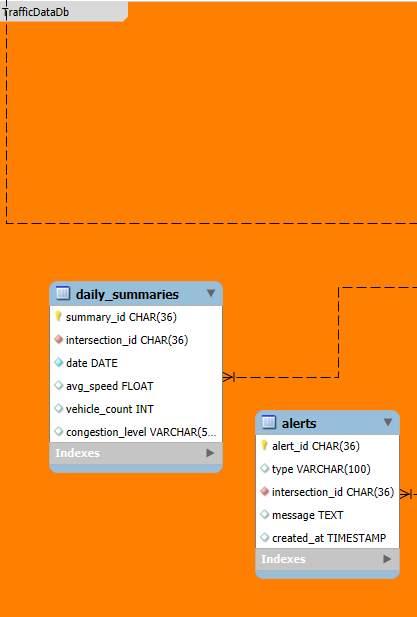 TrafficDataDb
daily_summaries
summary_id CHAR(36)
intersection_id CHAR(36)
date DATE
avg_speed FLOAT
vehicle_count INT
congestion_level VARCHAR(5...
Indexes
alerts
alert_id CHAR(36)
type VARCHAR(100)
intersection_id CHAR(36)
message TEXT
created_at TIMESTAMP
Indexes